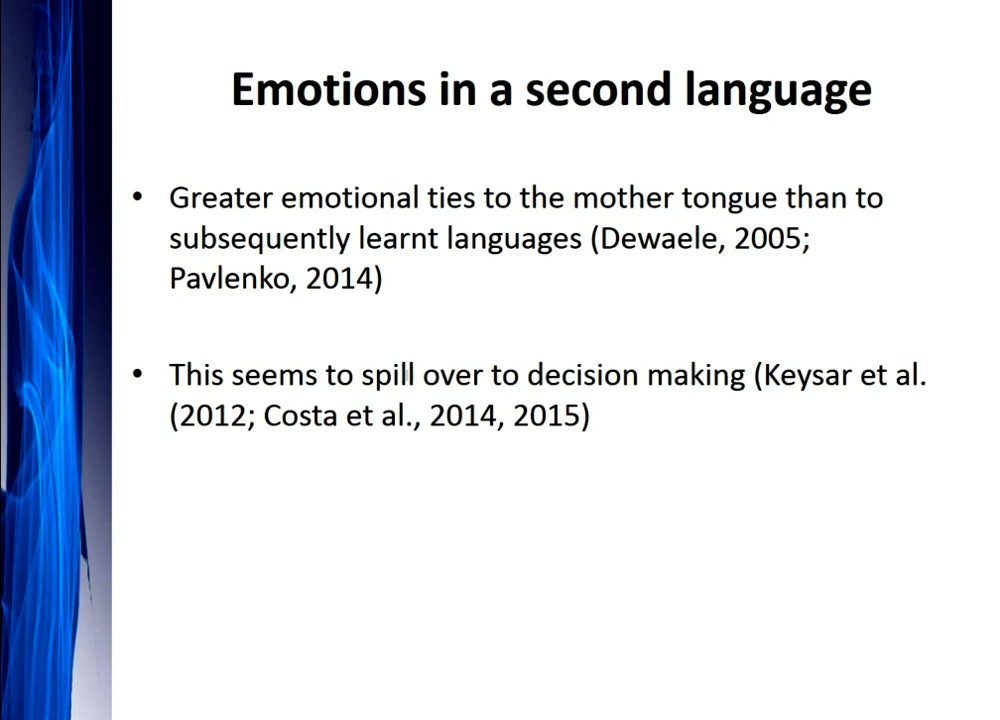 Emotions in a second language
• Greater emotional ties to the mother tongue than to
subsequently learnt languages (Dewaele, 2005;
Pavlenko, 2014)
• This seems to spill over to decision making (Keysar et al.
(2012; Costa et al., 2014, 2015)